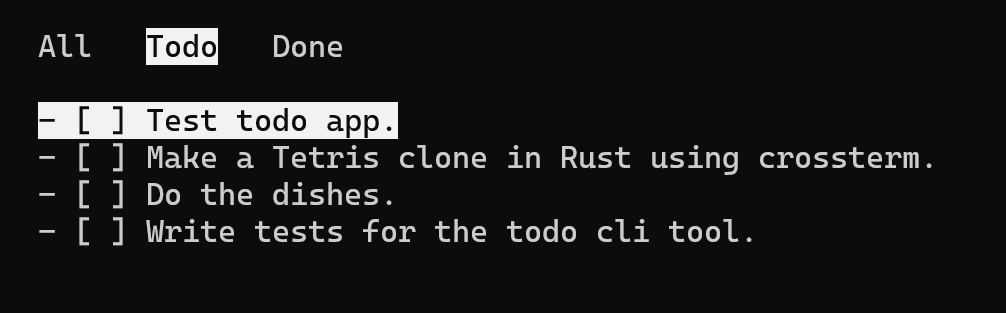 All Todo Done
- [ ] Test todo app.
- [ ] Make a Tetris clone in Rust using crossterm.
- [ ] Do the dishes.
- [ ] Write tests for the todo cli tool.